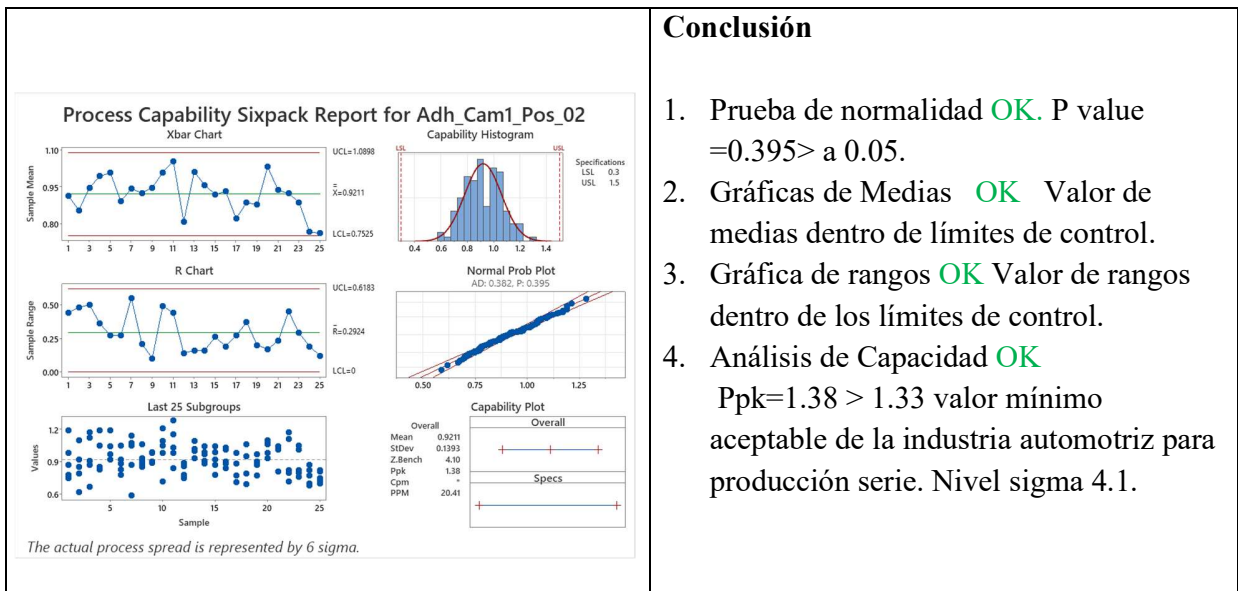 Process Capability Sixpack Report for Adh_Cam1_Pos_02
Xbar Chart
Sample Mean
1.10
0.95
0.80
UCL=1.0898
X̿=0.9211
LCL=0.7525
1 3 5 7 9 11 13 15 17 19 21 23 25
Capability Histogram
LSL USL
Specifications
LSL 0.3
USL 1.5
0.4 0.6 0.8 1.0 1.2 1.4
R Chart
Sample Range
0.50
0.25
0.00
UCL=0.6183
R̅=0.2924
LCL=0
1 3 5 7 9 11 13 15 17 19 21 23 25
Normal Prob Plot
AD: 0.382, P: 0.395
0.50 0.75 1.00 1.25
Last 25 Subgroups
Values
1.2
0.9
0.6
5 10 15 20 25
Sample
Capability Plot
Overall
Mean 0.9211
StDev 0.1393
Z.Bench 4.10
Ppk 1.38
Cpm *
PPM 20.41
Overall
Specs
The actual process spread is represented by 6 sigma.
Conclusión
1. Prueba de normalidad OK. P value
=0.395> a 0.05.
2. Gráficas de Medias OK Valor de
medias dentro de límites de control.
3. Gráfica de rangos OK Valor de rangos
dentro de los límites de control.
4. Análisis de Capacidad OK
Ppk=1.38 > 1.33 valor mínimo
aceptable de la industria automotriz para
producción serie. Nivel sigma 4.1.